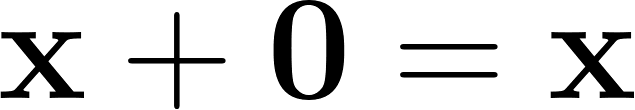 x + 0 = x